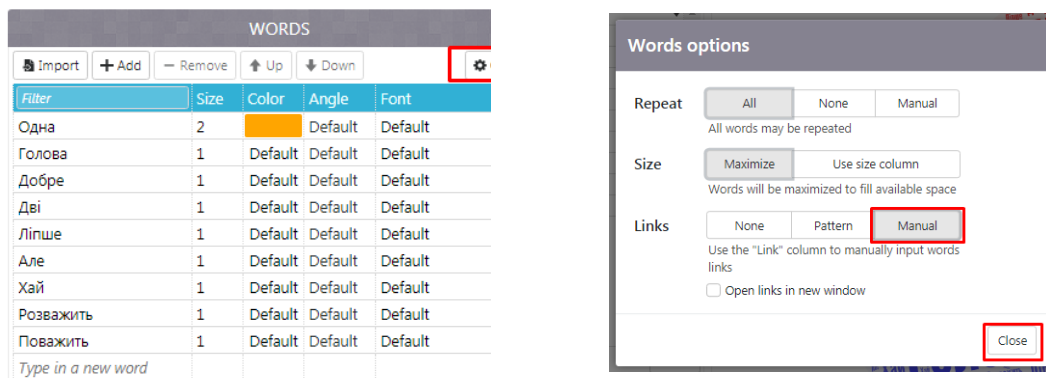 WORDS
Import Add Remove Up Down
Filter Size Color Angle Font
Одна 2 Default Default
Голова 1 Default Default Default
Добре 1 Default Default Default
Дві 1 Default Default Default
Ліпше 1 Default Default Default
Але 1 Default Default Default
Хай 1 Default Default Default
Розважить 1 Default Default Default
Поважить 1 Default Default Default
Type in a new word
Words options
Repeat All None Manual
All words may be repeated
Size Maximize Use size column
Words will be maximized to fill available space
Links None Pattern Manual
Use the "Link" column to manually input words
links
Open links in new window
Close